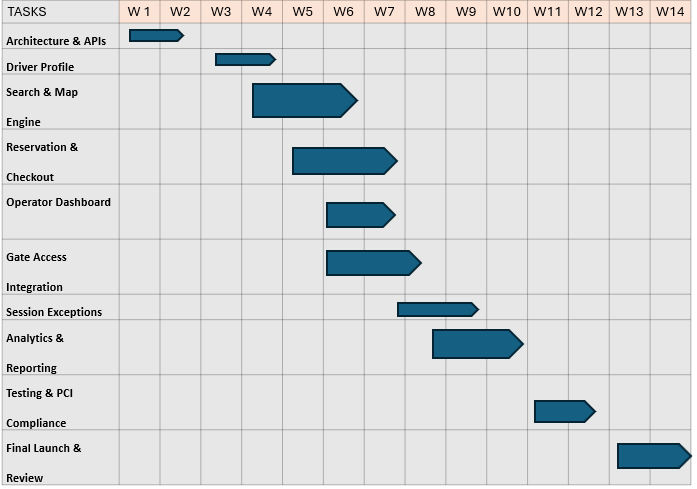 TASKS W 1 W2 W3 W4 W5 W6 W7 W8 W9 W10 W11 W12 W13 W14
Architecture & APIs
Driver Profile
Search & Map
Engine
Reservation &
Checkout
Operator Dashboard
Gate Access
Integration
Session Exceptions
Analytics &
Reporting
Testing & PCI
Compliance
Final Launch &
Review